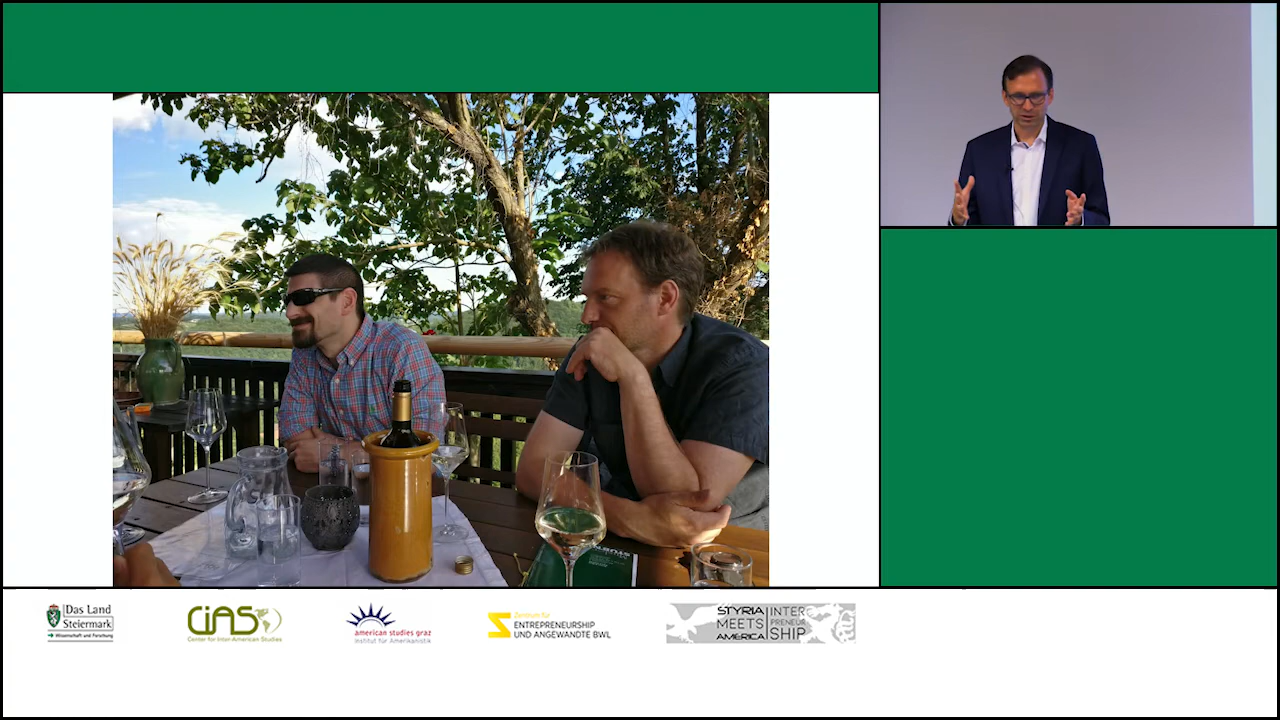 Das Land
Steiermark
Wissenschaft und Forschung
CIAS
Center for Inter-American Studies
american studies graz
Institut für Amerikanistik
Zentrum für
ENTREPRENEURSHIP
UND ANGEWANDTE BWL
STYRIA
MEETS
AMERICA
INTER
PRENEUR
SHIP